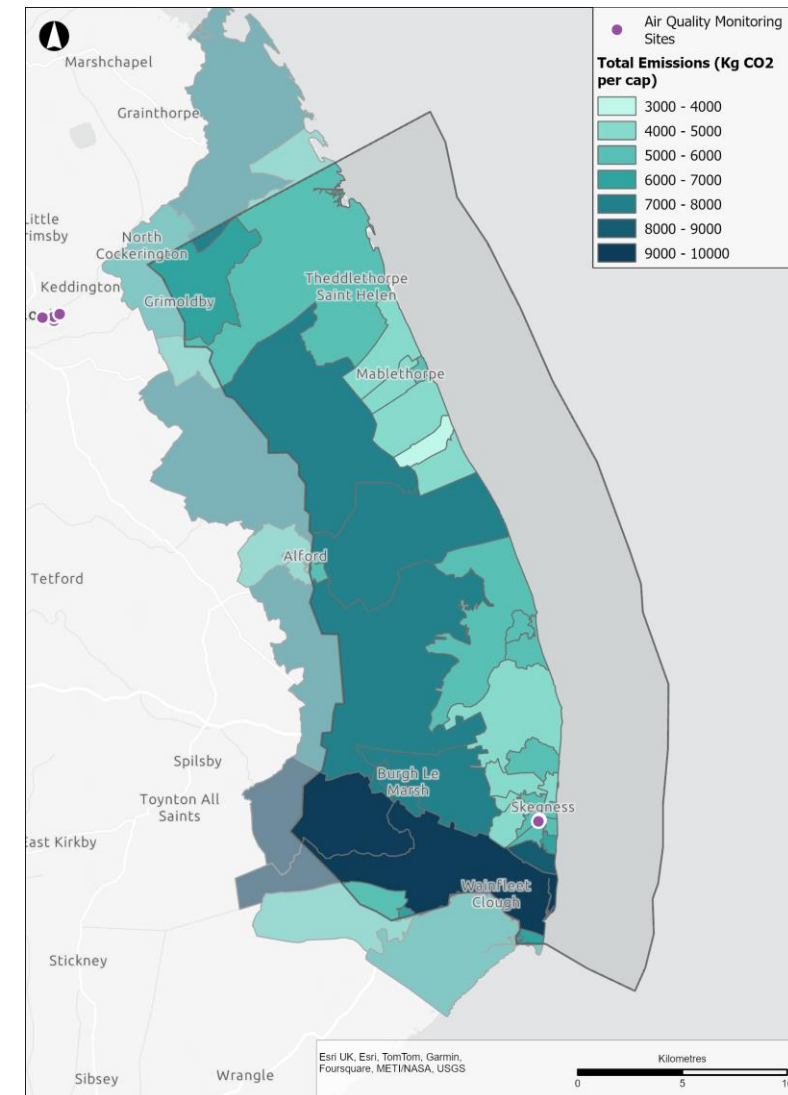 Air Quality Monitoring
Sites
Total Emissions (Kg CO2
per cap)
3000 - 4000
4000 - 5000
5000 - 6000
6000 - 7000
7000 - 8000
8000 - 9000
9000 - 10000
Marshchapel
Grainthorpe
North
Cockerington
Keddington
Grimoldby
Theddlethorpe
Saint Helen
Mablethorpe
Alford
Tetford
Spilsby
Toynton All
Saints
Burgh Le
Marsh
Skegness
East Kirkby
Wainfleet
Clough
Stickney
Sibsey
Wrangle
Esri UK, Esri, TomTom, Garmin,
Foursquare, METI/NASA, USGS
Kilometres
0 5 10